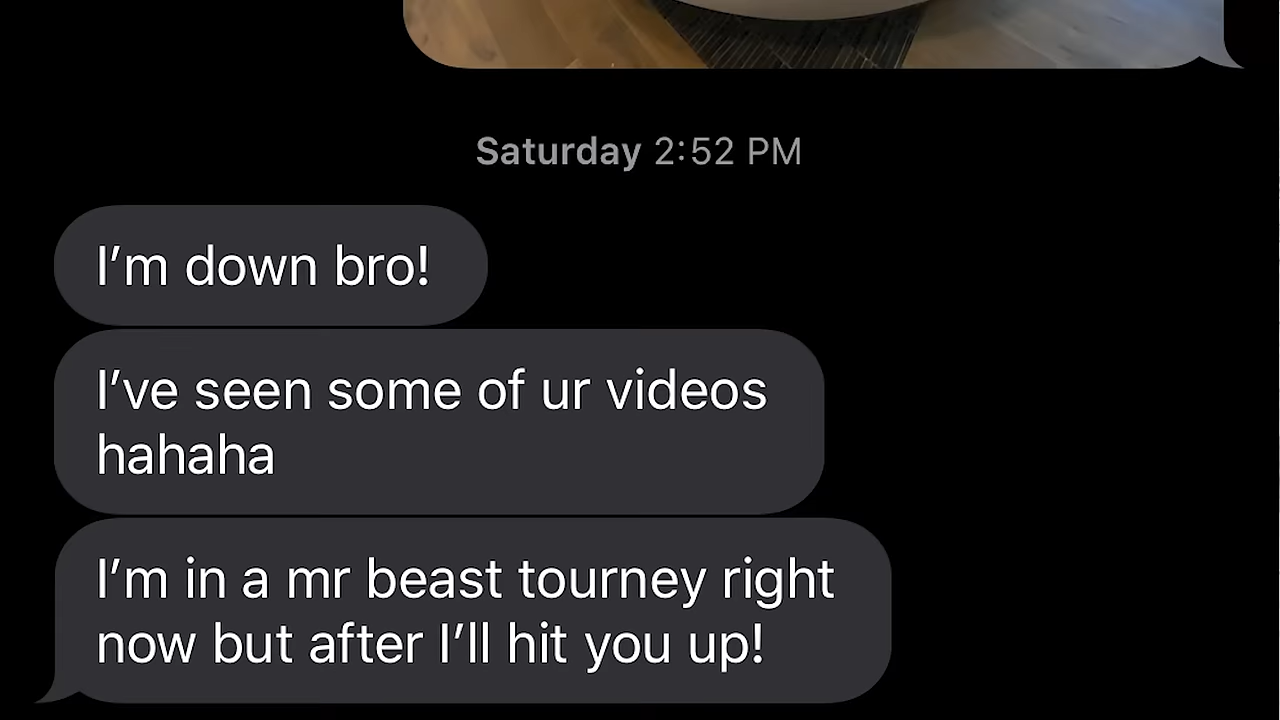 Saturday 2:52 PM
I’m down bro!
I’ve seen some of ur videos
hahaha
I’m in a mr beast tourney right
now but after I’ll hit you up!